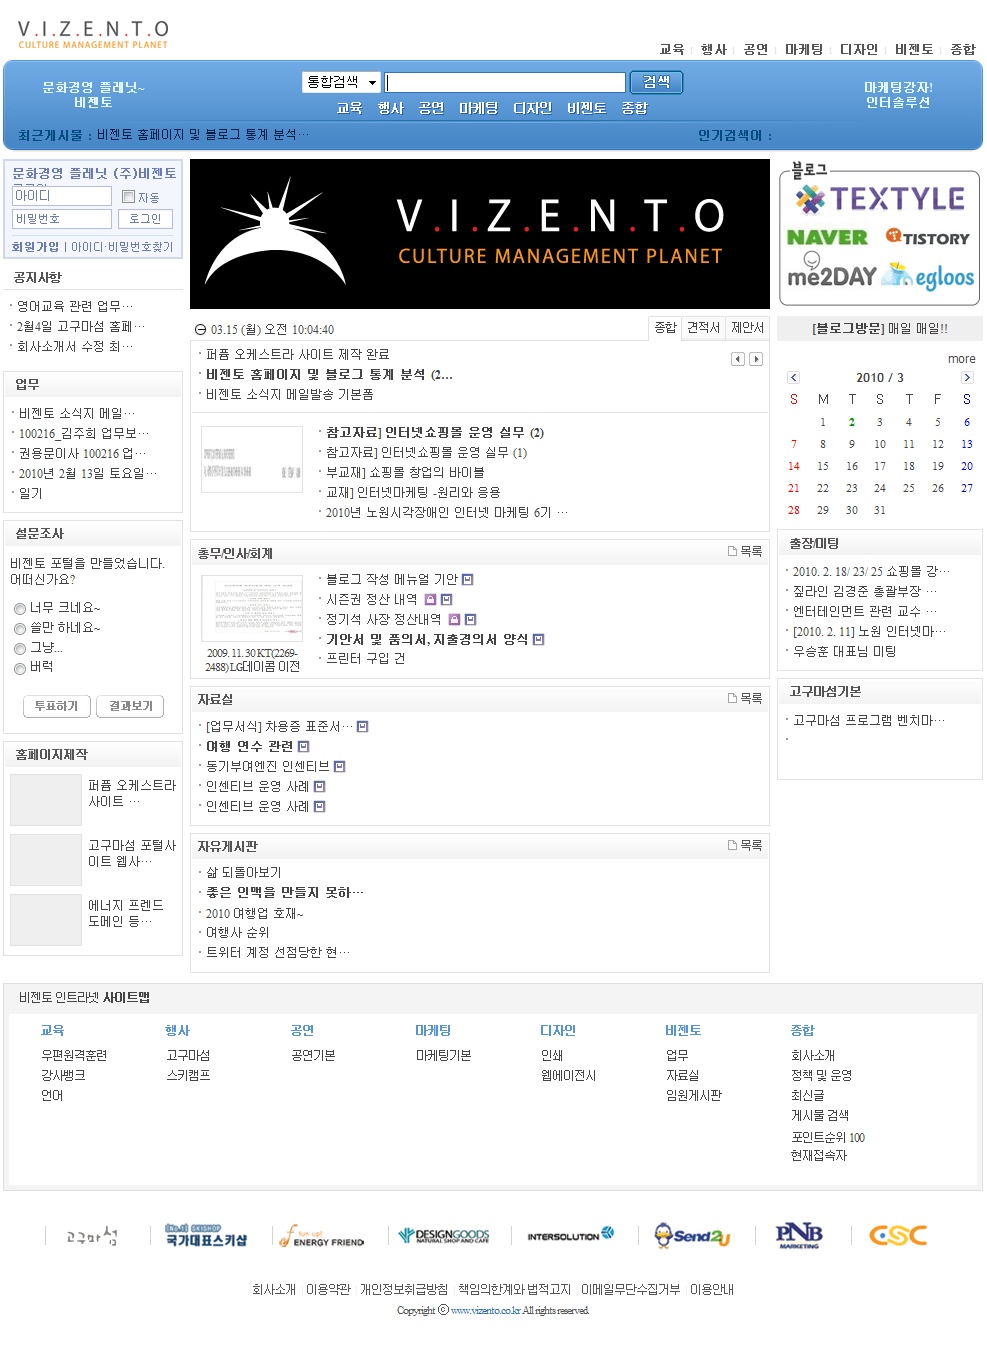 V.I.Z.E.N.T.O
CULTURE MANAGEMENT PLANET
교육 행사 공연 마케팅 디자인 비젠토 종합
문화경영 플래닛~
비젠토
통합검색
검색
마케팅강자!
인터솔루션
교육 행사 공연 마케팅 디자인 비젠토 종합
최근게시물 : 비젠토 홈페이지 및 블로그 통계 분석…
인기검색어 :
문화경영 플래닛 (주)비젠토
아이디
자동
비밀번호
로그인
회원가입 | 아이디·비밀번호찾기
공지사항
영어교육 관련 업무…
2월4일 고구마섬 홈페…
회사소개서 수정 최…
업무
비젠토 소식지 메일…
100216_김주희 업무보…
권용문이사 100216 업…
2010년 2월 13일 토요일…
일기
설문조사
비젠토 포털을 만들었습니다.
어떠신가요?
너무 크네요~
쓸만 하네요~
그냥...
버럭
투표하기 결과보기
홈페이지제작
퍼퓸 오케스트라
사이트 …
고구마섬 포털사
이트 웹사…
에너지 프렌드
도메인 등…
V.I.Z.E.N.T.O
CULTURE MANAGEMENT PLANET
03.15 (월) 오전 10:04:40
종합 견적서 제안서
퍼퓸 오케스트라 사이트 제작 완료
비젠토 홈페이지 및 블로그 통계 분석 (2...
비젠토 소식지 메일발송 기본폼
참고자료] 인터넷쇼핑몰 운영 실무 (2)
참고자료] 인터넷쇼핑몰 운영 실무 (1)
부교재] 쇼핑몰 창업의 바이블
교재] 인터넷마케팅 -원리와 응용
2010년 노원시각장애인 인터넷 마케팅 6기 …
총무/인사/회계
목록
2009. 11. 30 KT(2269-
2488) LG데이콤 이전
블로그 작성 메뉴얼 기안
시즌권 정산 내역
정기석 사장 정산내역
기안서 및 품의서, 지출결의서 양식
프린터 구입 건
자료실
목록
[업무서식] 차용증 표준서…
여행 연수 관련
동기부여엔진 인센티브
인센티브 운영 사례
인센티브 운영 사례
자유게시판
목록
삶 되돌아보기
좋은 인맥을 만들지 못하…
2010 여행업 호재~
여행사 순위
트위터 계정 선점당한 현…
블로그
TEXTYLE
NAVER
TISTORY
me2DAY
egloos
[블로그방문] 매일 매일!!
more
2010 / 3
S M T W T F S
1 2 3 4 5 6
7 8 9 10 11 12 13
14 15 16 17 18 19 20
21 22 23 24 25 26 27
28 29 30 31
출장/미팅
2010. 2. 18/ 23/ 25 쇼핑몰 강…
짚라인 김경준 총괄부장 …
엔터테인먼트 관련 교수 …
[2010. 2. 11] 노원 인터넷마…
우승훈 대표님 미팅
고구마섬기본
고구마섬 프로그램 벤치마…
비젠토 인트라넷 사이트맵
교육 행사 공연 마케팅 디자인 비젠토 종합
우편원격훈련 고구마섬 공연기본 마케팅기본 인쇄 업무 회사소개
강사뱅크 스키캠프 웹에이전시 자료실 정책 및 운영
언어 임원게시판 최신글
게시물 검색
포인트순위 100
현재접속자
고구마섬
[No.1] SKISHOP
국가대표스키샵
fun up!
ENERGY FRIEND
DESIGNGOODS
NATURAL SHOP AND CAFE
INTERSOLUTION
Send2U
PNB
MARKETING
CSC
회사소개 이용약관 개인정보취급방침 책임의한계와 법적고지 이메일무단수집거부 이용안내
Copyright ⓒ www.vizento.co.kr All rights reserved.